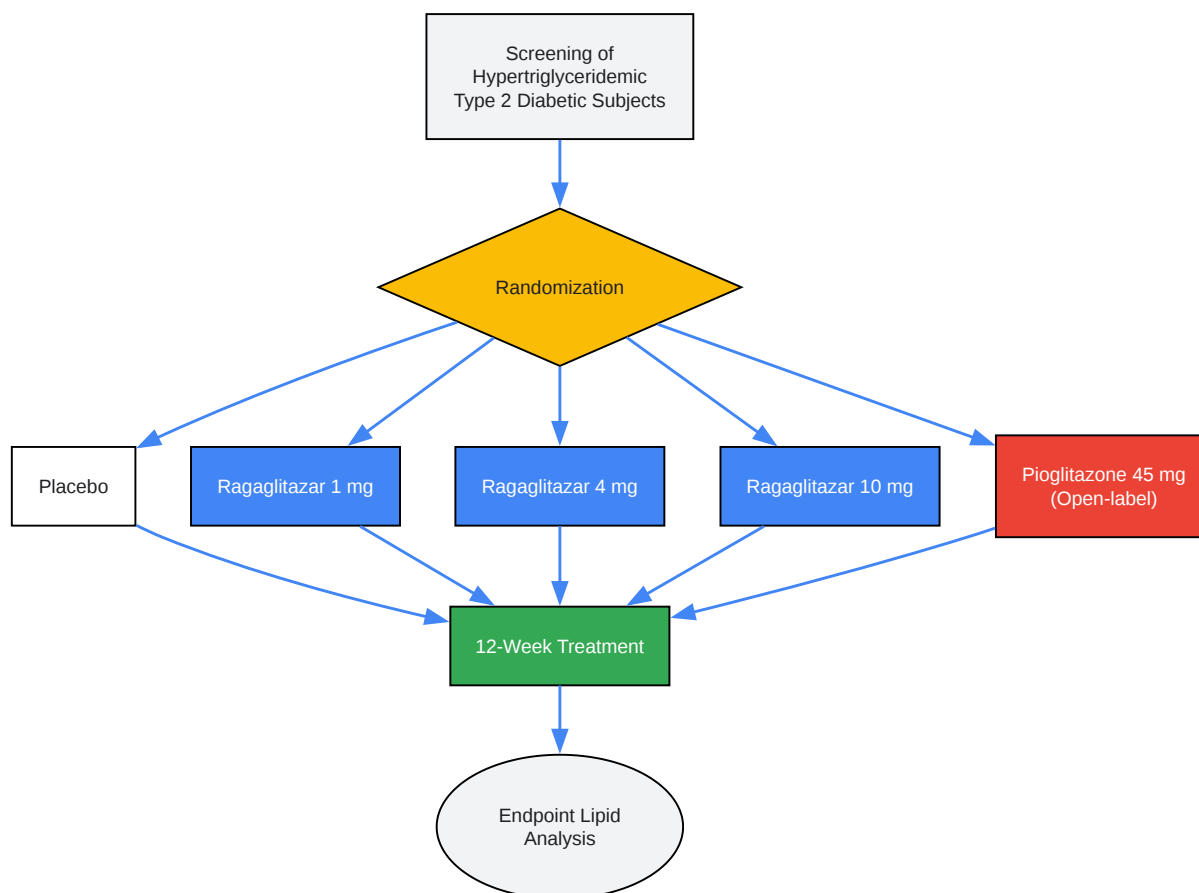 Screening of
Hypertriglyceridemic
Type 2 Diabetic Subjects
Randomization
Placebo
Ragaglitazar 1 mg
Ragaglitazar 4 mg
Ragaglitazar 10 mg
Pioglitazone 45 mg
(Open-label)
12-Week Treatment
Endpoint Lipid
Analysis